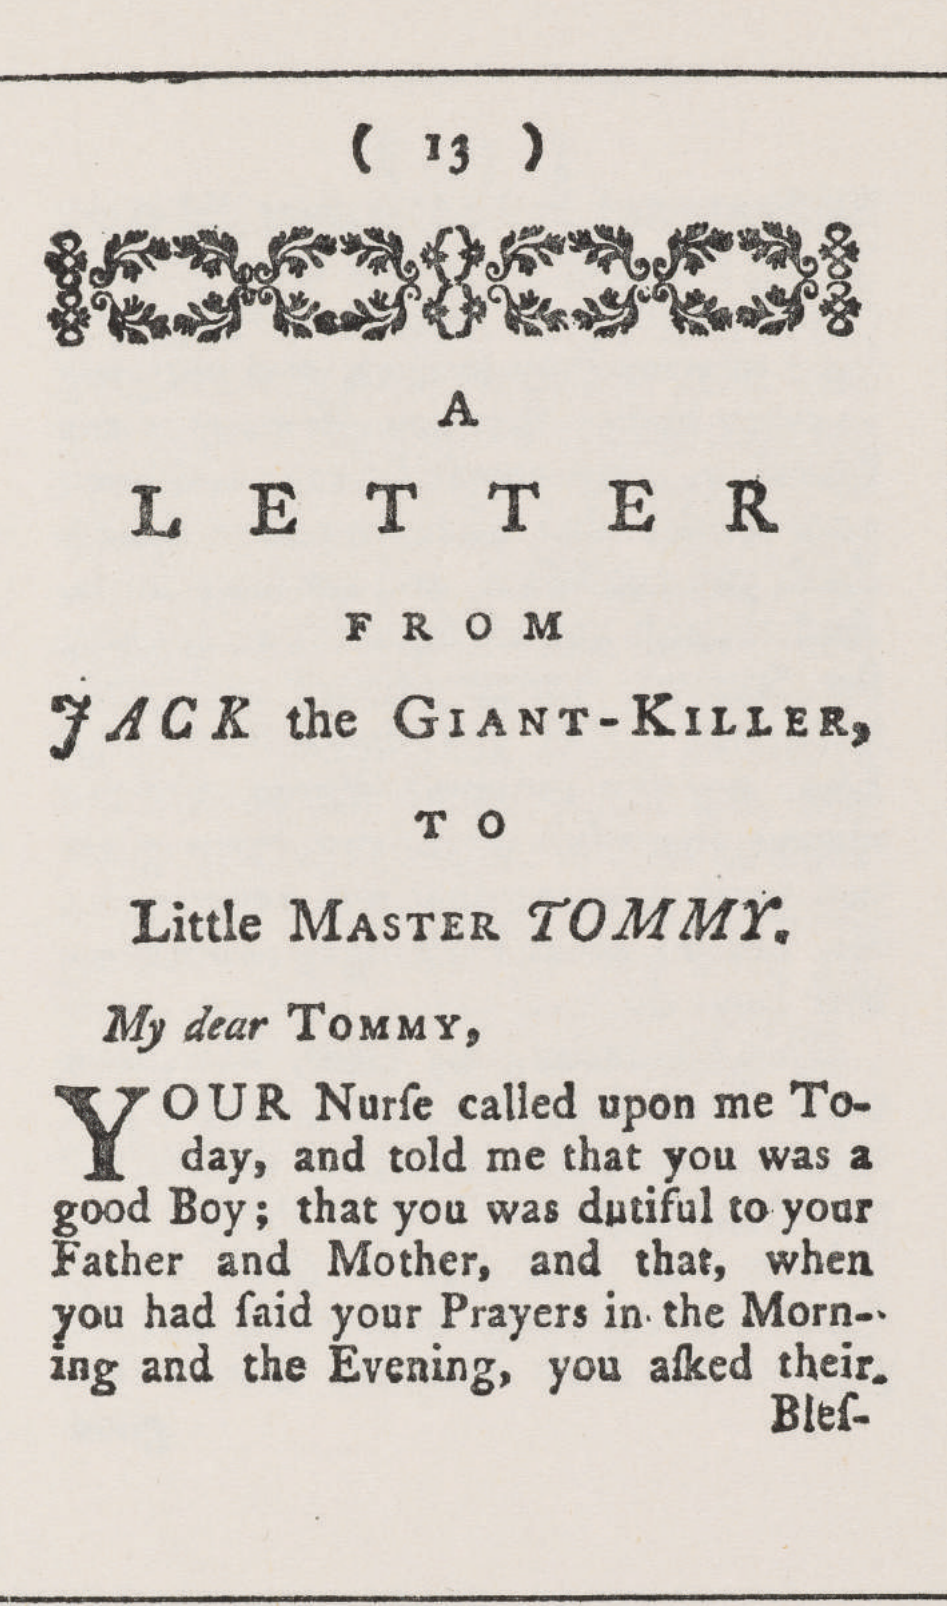 ( 13 )
A
LETTER
FROM
JACK the GIANT-KILLER,
TO
Little MASTER TOMMY.
My dear TOMMY,
YOUR Nurſe called upon me To-
day, and told me that you was a
good Boy; that you was dutiful to your
Father and Mother, and that, when
you had ſaid your Prayers in the Morn-
ing and the Evening, you aſked their
Bleſ-